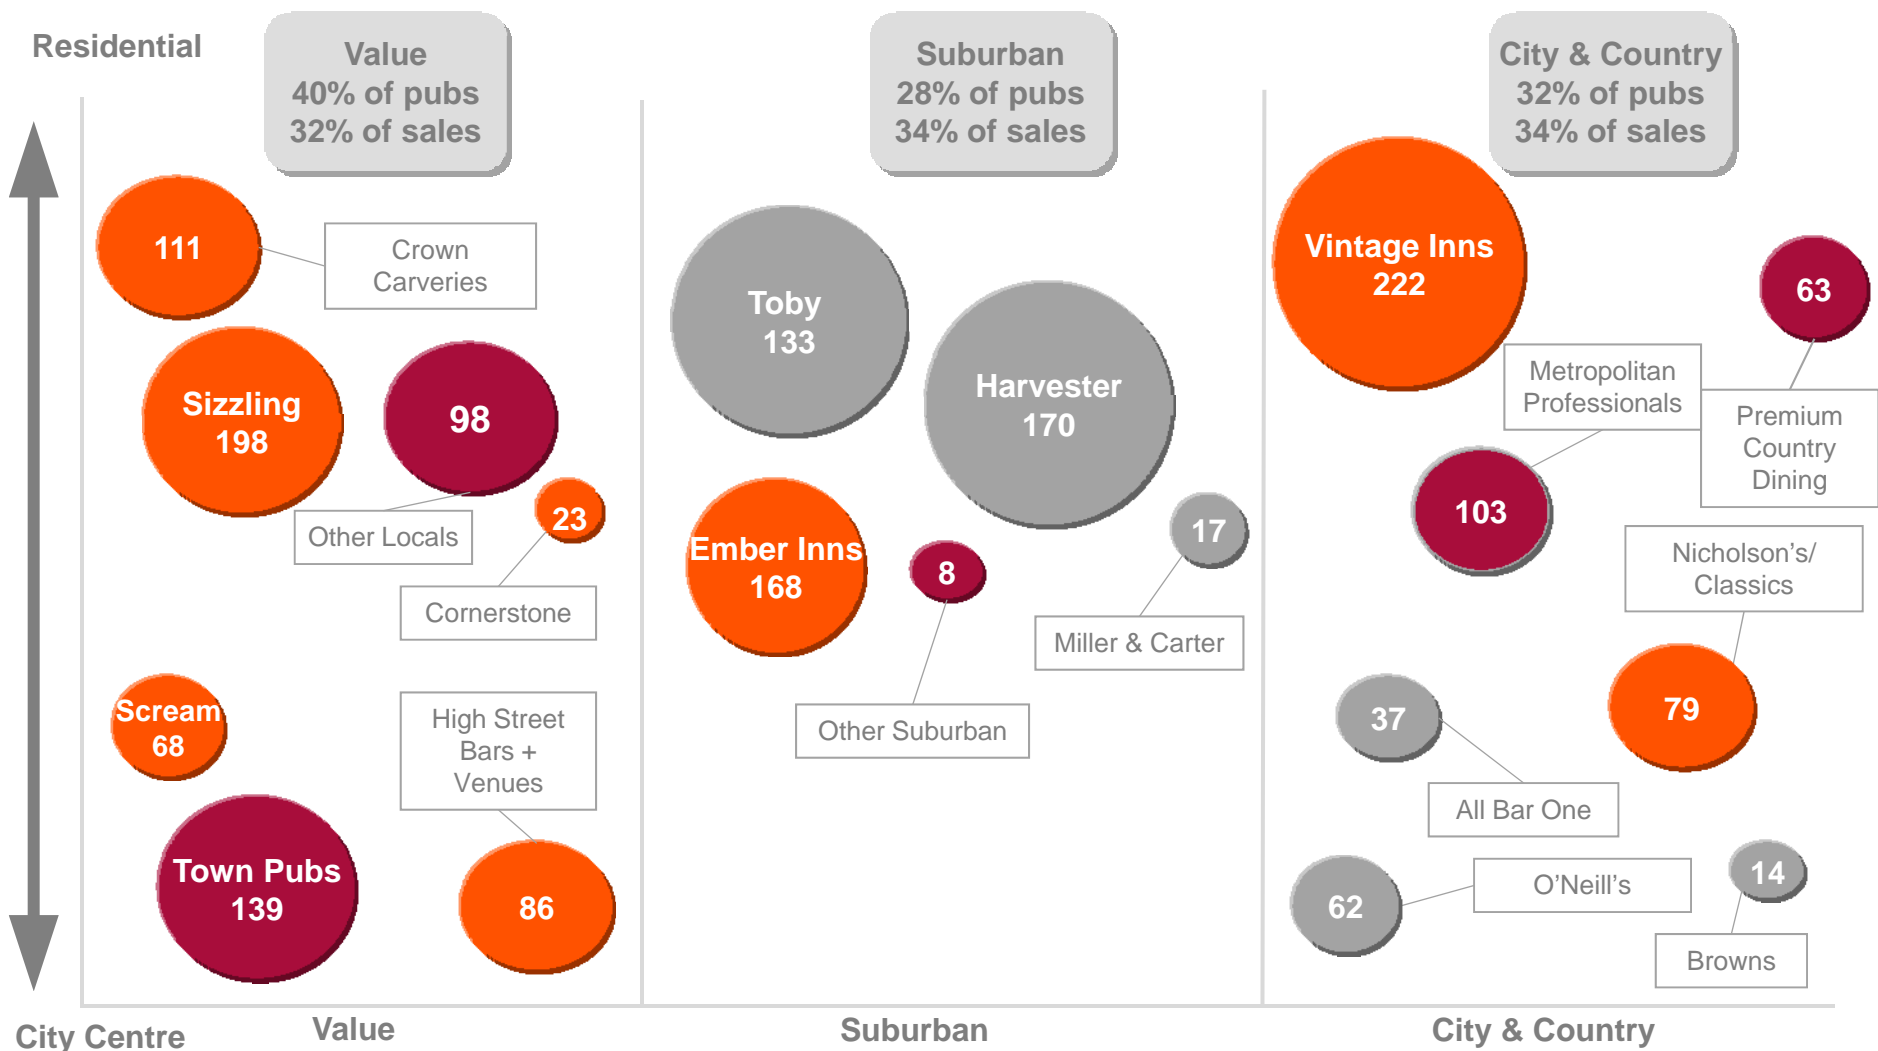 Residential
Value
40% of pubs
32% of sales
Suburban
28% of pubs
34% of sales
City & Country
32% of pubs
34% of sales
111
Crown
Carveries
Sizzling
198
98
Other Locals
23
Cornerstone
Scream
68
High Street
Bars +
Venues
Town Pubs
139
86
Toby
133
Harvester
170
Ember Inns
168
8
17
Miller & Carter
Other Suburban
Vintage Inns
222
63
Metropolitan
Professionals
Premium
Country
Dining
103
Nicholson’s/
Classics
37
79
All Bar One
62
O’Neill’s
14
Browns
City Centre
Value
Suburban
City & Country